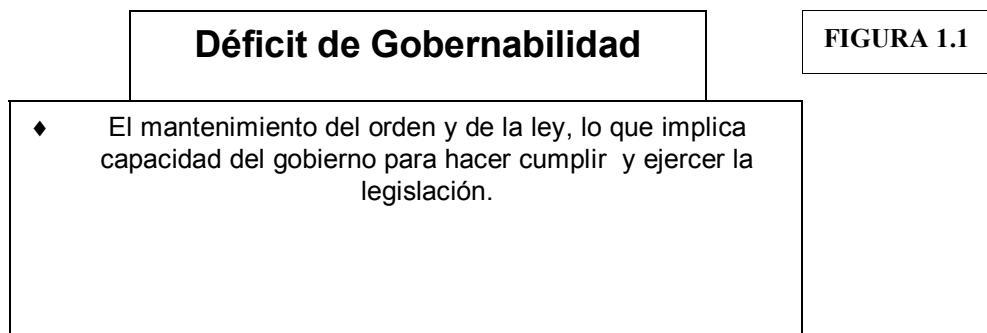 Déficit de Gobernabilidad
FIGURA 1.1
♦ El mantenimiento del orden y de la ley, lo que implica
capacidad del gobierno para hacer cumplir y ejercer la
legislación.